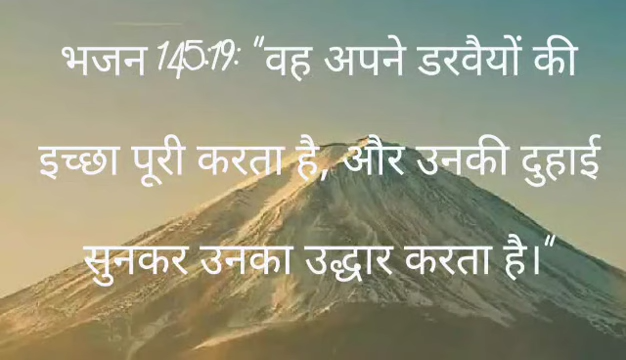 भजन 145:19: "वह अपने डरवैयों की
इच्छा पूरी करता है, और उनकी दुहाई
सुनकर उनका उद्धार करता है।"